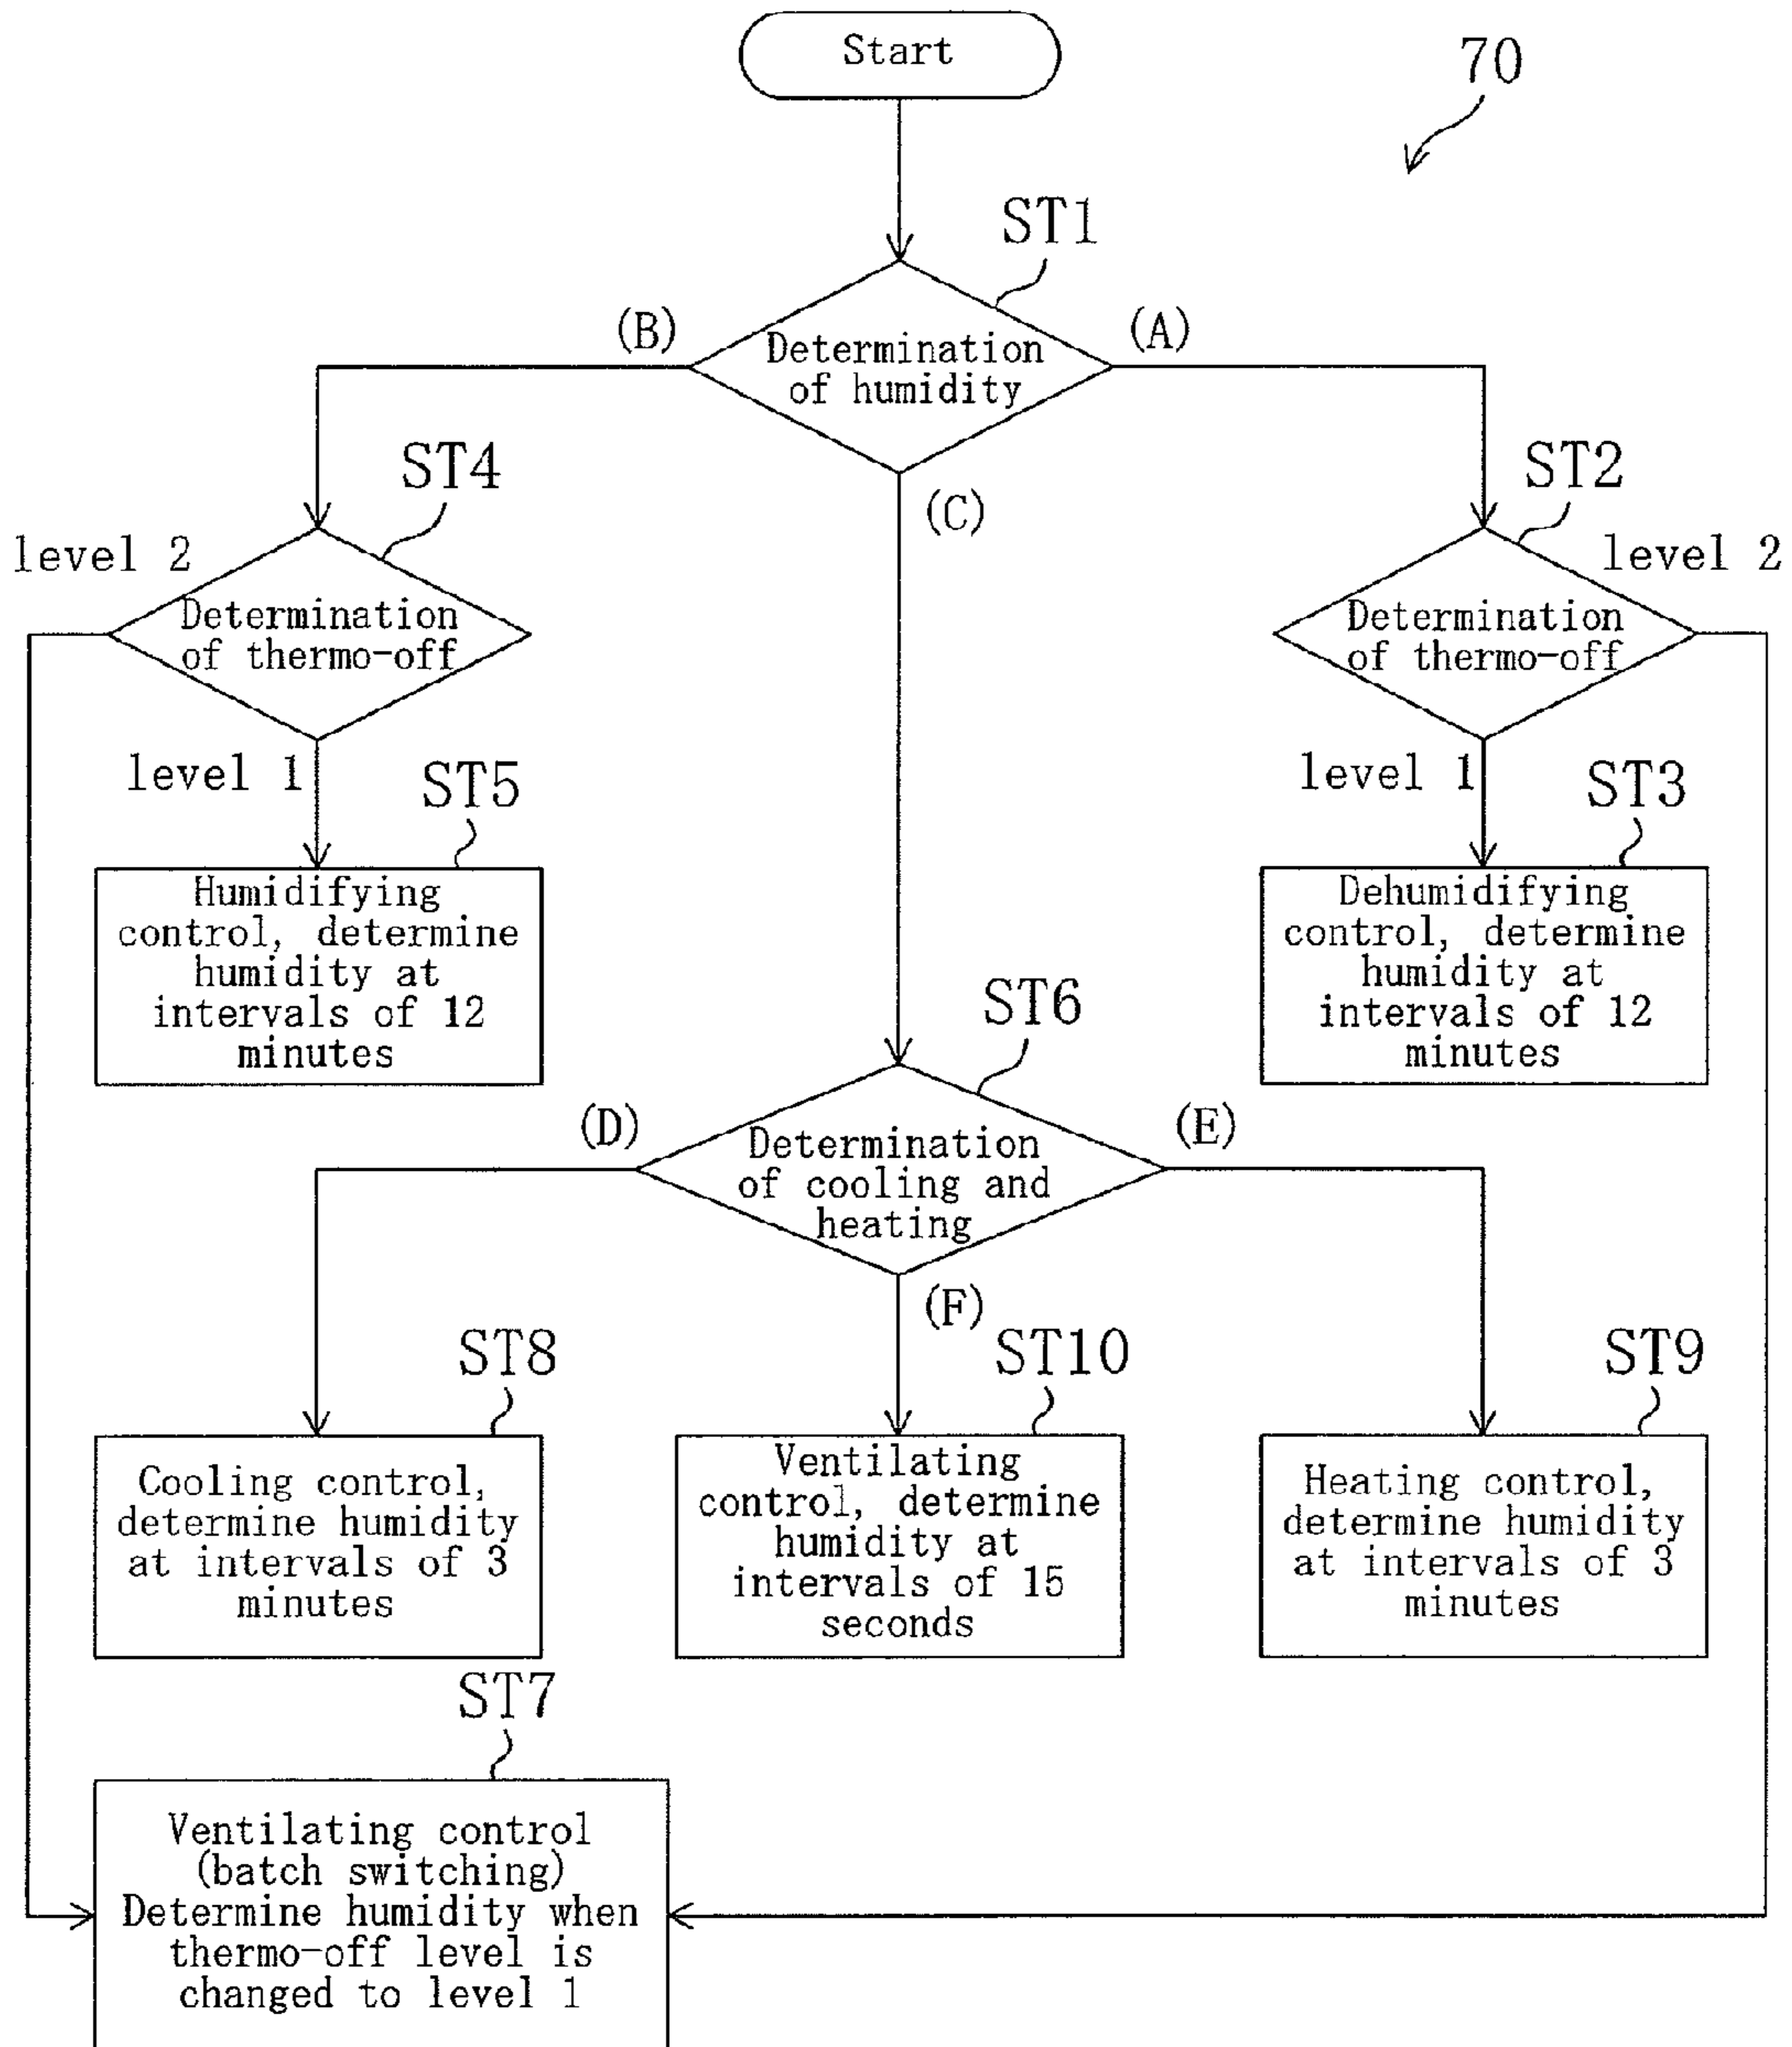 Start
70
ST1
(B)
(A)
Determination
of humidity
ST4
ST2
(C)
level 2
level 2
Determination
of thermo-off
Determination
of thermo-off
level 1
ST5
level 1
ST3
Humidifying
control, determine
humidity at
intervals of 12
minutes
Dehumidifying
control, determine
humidity at
intervals of 12
minutes
ST6
(D)
(E)
Determination
of cooling and
heating
(F)
ST8
ST10
ST9
Cooling control,
determine humidity
at intervals of 3
minutes
Ventilating
control, determine
humidity at
intervals of 15
seconds
Heating control,
determine humidity
at intervals of 3
minutes
ST7
Ventilating control
(batch switching)
Determine humidity when
thermo-off level is
changed to level 1